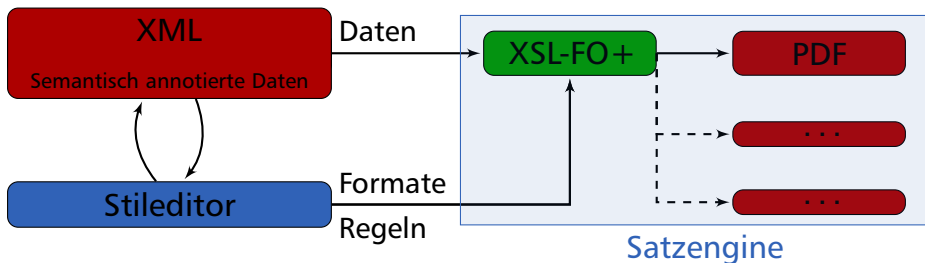 XML
Semantisch annotierte Daten
Daten
XSL-FO+
PDF
. . .
. . .
Stileditor
Formate
Regeln
Satzengine